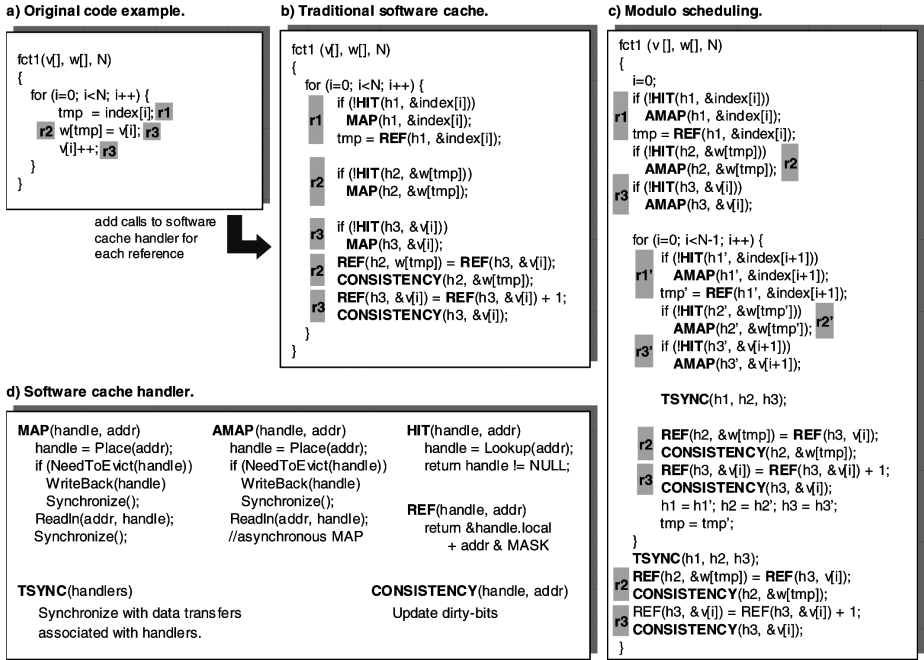 a) Original code example.
fct1(v[], w[], N)
{
for (i=0; i<N; i++) {
tmp = index[i]; r1
r2 w[tmp] = v[i]; r3
v[i]++; r3
}
}
add calls to software
cache handler for
each reference
b) Traditional software cache.
fct1 (v[], w[], N)
{
for (i=0; i<N; i++) {
if (!HIT(h1, &index[i]))
r1 MAP(h1, &index[i]);
tmp = REF(h1, &index[i]);
if (!HIT(h2, &w[tmp]))
r2 MAP(h2, &w[tmp]);
r3 if (!HIT(h3, &v[i]))
MAP(h3, &v[i]);
r2 REF(h2, w[tmp]) = REF(h3, &v[i]);
CONSISTENCY(h2, &w[tmp]);
r3 REF(h3, &v[i]) = REF(h3, &v[i]) + 1;
CONSISTENCY(h3, &v[i]);
}
}
c) Modulo scheduling.
fct1 (v [], w[], N)
{
i=0;
if (!HIT(h1, &index[i]))
r1 AMAP(h1, &index[i]);
tmp = REF(h1, &index[i]);
if (!HIT(h2, &w[tmp]))
AMAP(h2, &w[tmp]); r2
r3 if (!HIT(h3, &v[i]))
AMAP(h3, &v[i]);
for (i=0; i<N-1; i++) {
if (!HIT(h1', &index[i+1]))
r1' AMAP(h1', &index[i+1]);
tmp' = REF(h1', &index[i+1]);
if (!HIT(h2', &w[tmp']))
AMAP(h2', &w[tmp']); r2'
r3' if (!HIT(h3', &v[i+1]))
AMAP(h3', &v[i+1]);
TSYNC(h1, h2, h3);
r2 REF(h2, &w[tmp]) = REF(h3, v[i]);
CONSISTENCY(h2, &w[tmp]);
r3 REF(h3, &v[i]) = REF(h3, &v[i]) + 1;
CONSISTENCY(h3, &v[i]);
h1 = h1'; h2 = h2'; h3 = h3';
tmp = tmp';
}
TSYNC(h1, h2, h3);
r2 REF(h2, &w[tmp]) = REF(h3, v[i]);
CONSISTENCY(h2, &w[tmp]);
r3 REF(h3, &v[i]) = REF(h3, &v[i]) + 1;
CONSISTENCY(h3, &v[i]);
}
d) Software cache handler.
MAP(handle, addr)
handle = Place(addr);
if (NeedToEvict(handle))
WriteBack(handle)
Synchronize();
ReadIn(addr, handle);
Synchronize();
AMAP(handle, addr)
handle = Place(addr);
if (NeedToEvict(handle))
WriteBack(handle)
Synchronize();
ReadIn(addr, handle);
//asynchronous MAP
HIT(handle, addr)
handle = Lookup(addr);
return handle != NULL;
REF(handle, addr)
return &handle.local
+ addr & MASK
TSYNC(handlers)
Synchronize with data transfers
associated with handlers.
CONSISTENCY(handle, addr)
Update dirty-bits